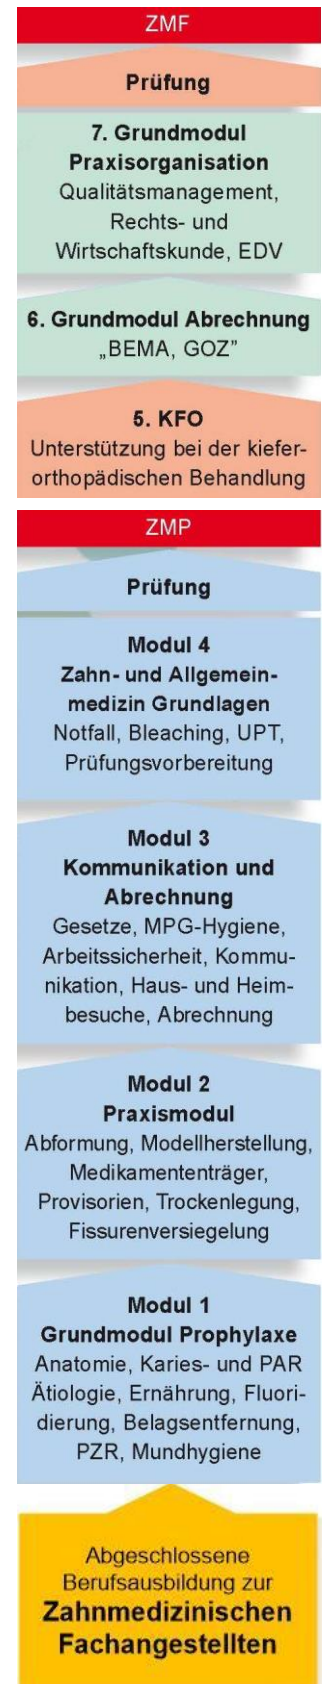 ZMF
Prüfung
7. Grundmodul
Praxisorganisation
Qualitätsmanagement,
Rechts- und
Wirtschaftskunde, EDV
6. Grundmodul Abrechnung
„BEMA, GOZ”
5. KFO
Unterstützung bei der kiefer-
orthopädischen Behandlung
ZMP
Prüfung
Modul 4
Zahn- und Allgemein-
medizin Grundlagen
Notfall, Bleaching, UPT,
Prüfungsvorbereitung
Modul 3
Kommunikation und
Abrechnung
Gesetze, MPG-Hygiene,
Arbeitssicherheit, Kommu-
nikation, Haus- und Heim-
besuche, Abrechnung
Modul 2
Praxismodul
Abformung, Modellherstellung,
Medikamententräger,
Provisorien, Trockenlegung,
Fissurenversiegelung
Modul 1
Grundmodul Prophylaxe
Anatomie, Karies- und PAR
Ätiologie, Ernährung, Fluori-
dierung, Belagsentfernung,
PZR, Mundhygiene
Abgeschlossene
Berufsausbildung zur
Zahnmedizinischen
Fachangestellten